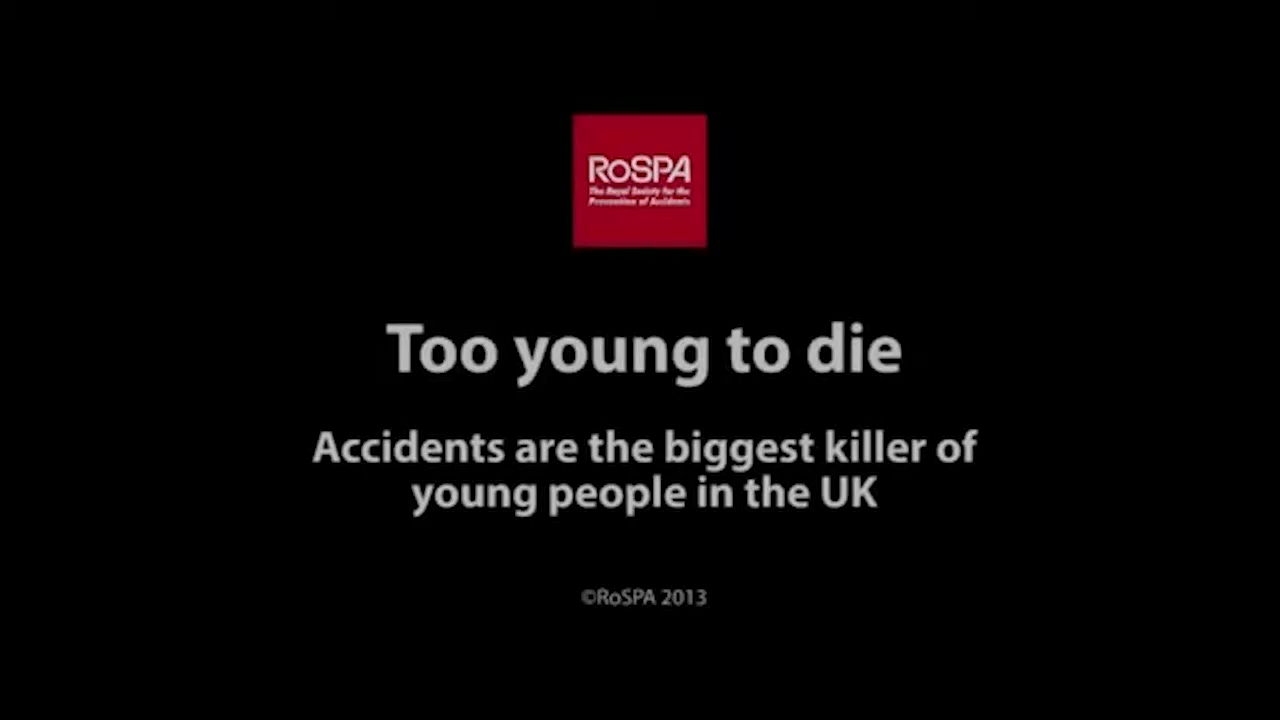 RoSPA
The Royal Society for the
Prevention of Accidents
Too young to die
Accidents are the biggest killer of
young people in the UK
©RoSPA 2013